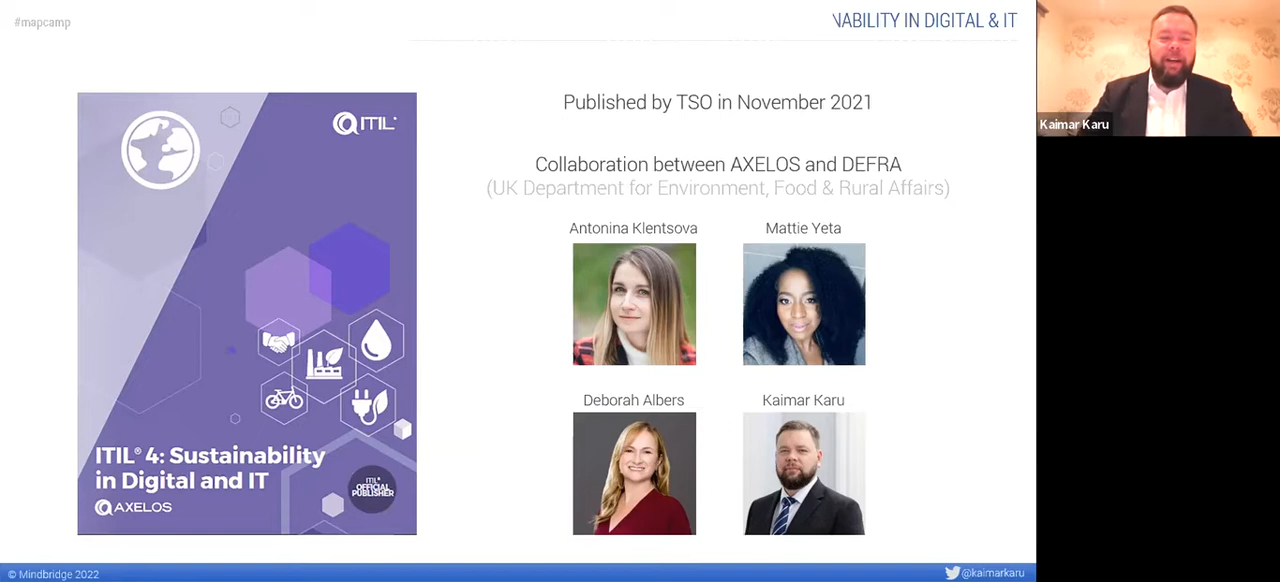 #mapcamp
ABILITY IN DIGITAL & IT
Kaimar Karu
ITIL®
Published by TSO in November 2021
Collaboration between AXELOS and DEFRA
(UK Department for Environment, Food & Rural Affairs)
Antonina Klentsova
Mattie Yeta
Deborah Albers
Kaimar Karu
ITIL® 4: Sustainability
in Digital and IT
AXELOS
ITIL®
OFFICIAL
PUBLISHER
© Mindbridge 2022
@kaimarkaru